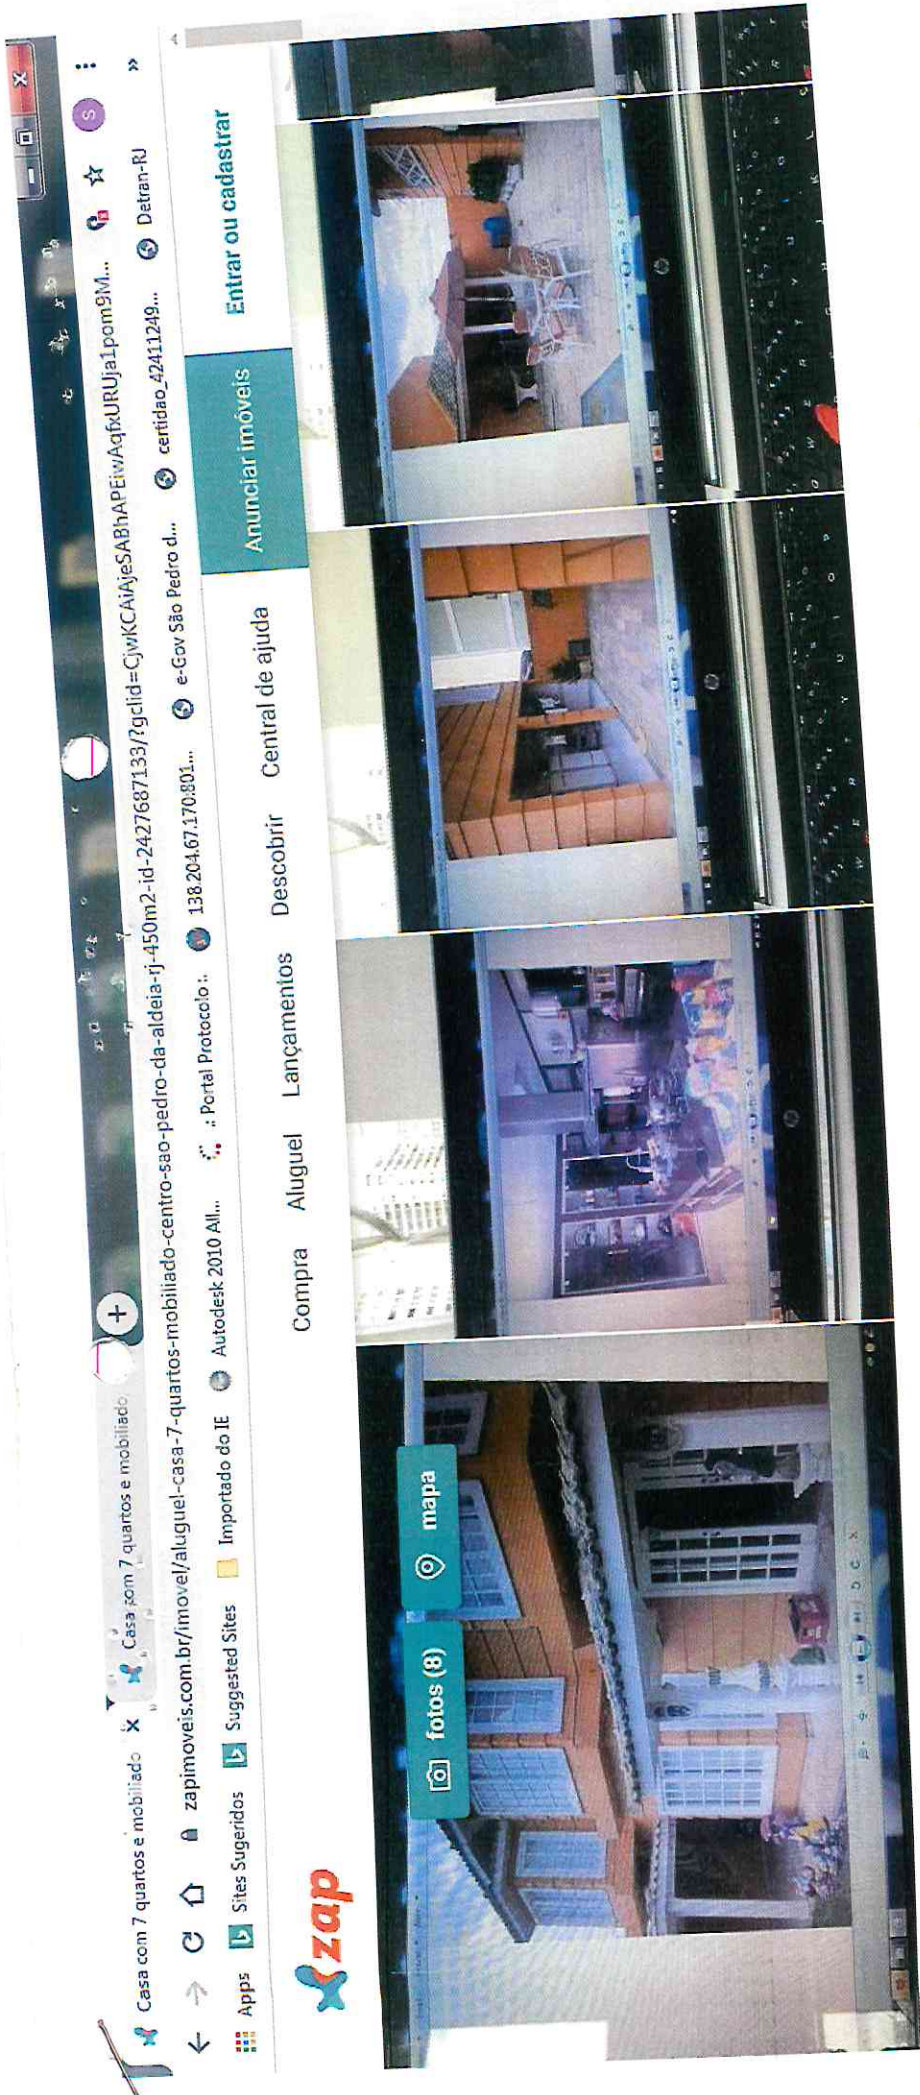 Casa com 7 quartos e mobiliado
Casa com 7 quartos e mobiliado
zapimoveis.com.br/imovel/aluguel-casa-7-quartos-mobiliado-centro-sao-pedro-da-aldeia-rj-450m2-id-2427687133/?gclid=CjwKCAiAjeSABhAPEiwAqfxURUja1pom9M...
S
Apps Sites Sugeridos Suggested Sites Importado do IE Autodesk 2010 All... .: Portal Protocolo :. 138.204.67.170:801... e-Gov São Pedro d... certidao_42411249... Detran-RJ
zap Compra Aluguel Lançamentos Descobrir Central de ajuda Anunciar imóveis Entrar ou cadastrar
fotos (8) mapa